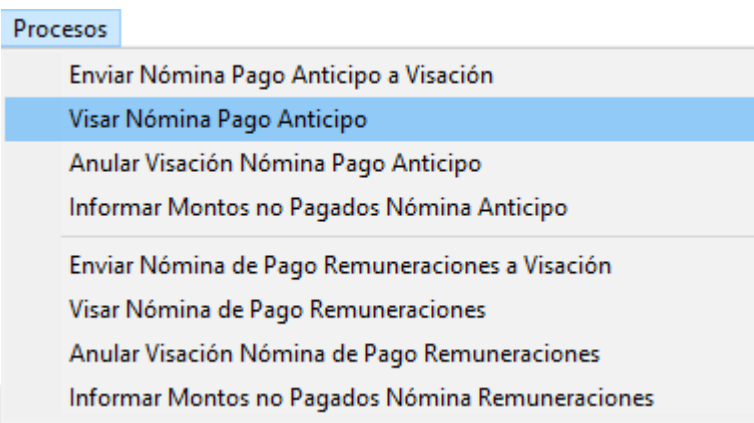 Procesos
Enviar Nómina Pago Anticipo a Visación
Visar Nómina Pago Anticipo
Anular Visación Nómina Pago Anticipo
Informar Montos no Pagados Nómina Anticipo
Enviar Nómina de Pago Remuneraciones a Visación
Visar Nómina de Pago Remuneraciones
Anular Visación Nómina de Pago Remuneraciones
Informar Montos no Pagados Nómina Remuneraciones